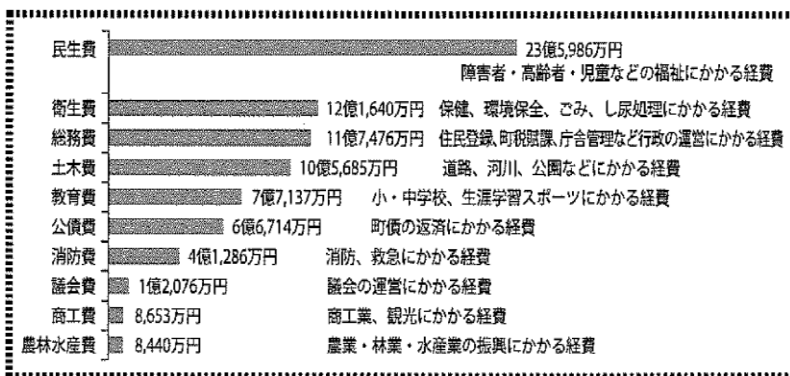 民生費 23億5,986万円
障害者・高齢者・児童などの福祉にかかる経費
衛生費 12億1,640万円 保健、環境保全、ごみ、し尿処理にかかる経費
総務費 11億7,476万円 住民登録、町税賦課、庁舎管理など行政の運営にかかる経費
土木費 10億5,685万円 道路、河川、公園などにかかる経費
教育費 7億7,137万円 小・中学校、生涯学習スポーツにかかる経費
公債費 6億6,714万円 町債の返済にかかる経費
消防費 4億1,286万円 消防、救急にかかる経費
議会費 1億2,076万円 議会の運営にかかる経費
商工費 8,653万円 商工業、観光にかかる経費
農林水産費 8,440万円 農業・林業・水産業の振興にかかる経費